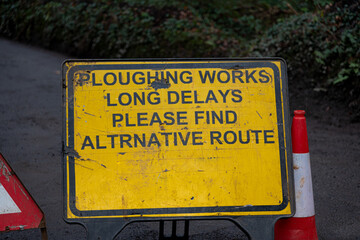 PLOUGHING WORKS
LONG DELAYS
PLEASE FIND
ALTRNATIVE ROUTE